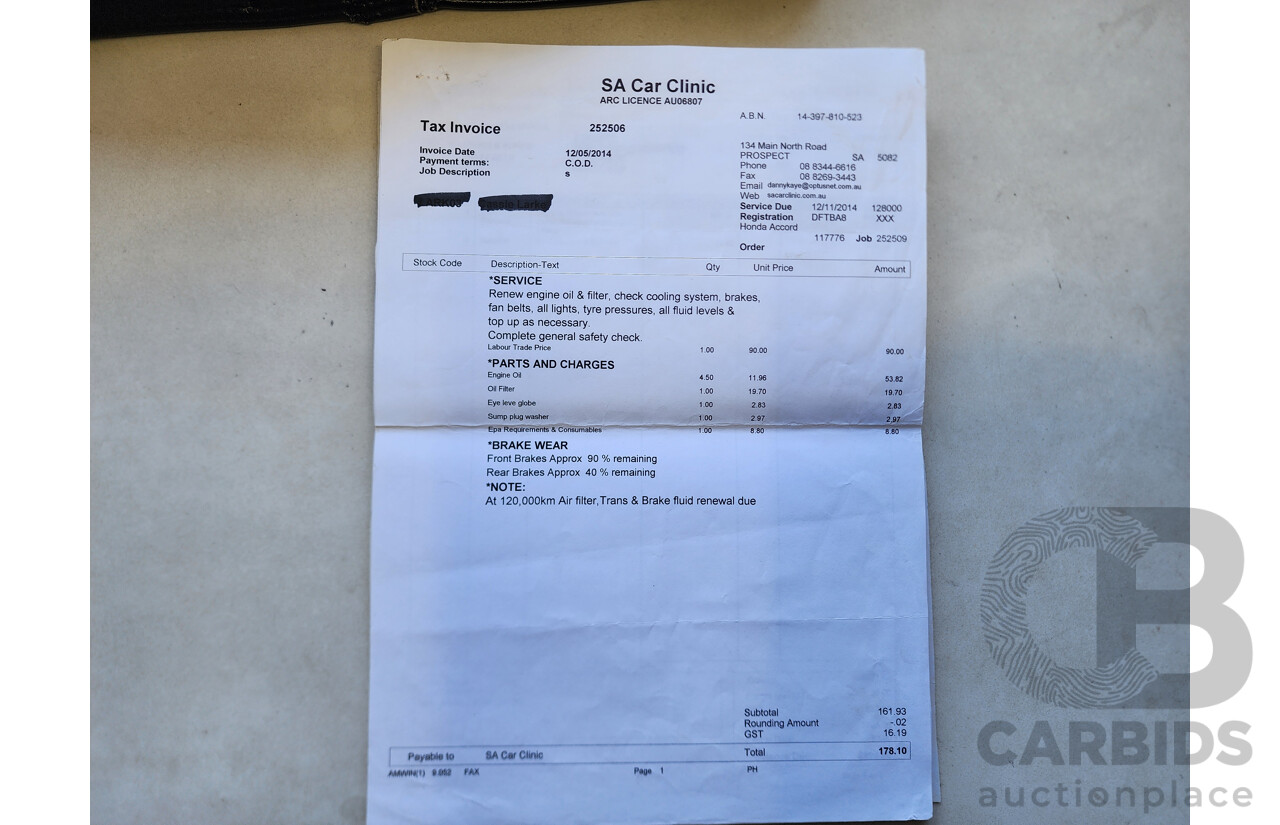 SA Car Clinic
ARC LICENCE AU06807
A.B.N. 14-397-810-523
Tax Invoice 252506
Invoice Date 12/05/2014
Payment terms: C.O.D.
Job Description s
134 Main North Road
PROSPECT SA 5082
Phone 08 8344-6616
Fax 08 8269-3443
Email dannykaye@optusnet.com.au
Web sacarclinic.com.au
Service Due 12/11/2014 128000
Registration DFTBA8 XXX
Honda Accord
117776 Job 252509
Order
Stock Code Description-Text Qty Unit Price Amount
*SERVICE
Renew engine oil & filter, check cooling system, brakes,
fan belts, all lights, tyre pressures, all fluid levels &
top up as necessary.
Complete general safety check.
Labour Trade Price 1.00 90.00 90.00
*PARTS AND CHARGES
Engine Oil 4.50 11.96 53.82
Oil Filter 1.00 19.70 19.70
Eye leve globe 1.00 2.83 2.83
Sump plug washer 1.00 2.97 2.97
Epa Requirements & Consumables 1.00 8.80 8.80
*BRAKE WEAR
Front Brakes Approx 90 % remaining
Rear Brakes Approx 40 % remaining
*NOTE:
At 120,000km Air filter,Trans & Brake fluid renewal due
Subtotal 161.93
Rounding Amount -.02
GST 16.19
Payable to SA Car Clinic Total 178.10
AMWIN(1) 9.052 FAX Page 1 PH
CB
CARBIDS
auctionplace